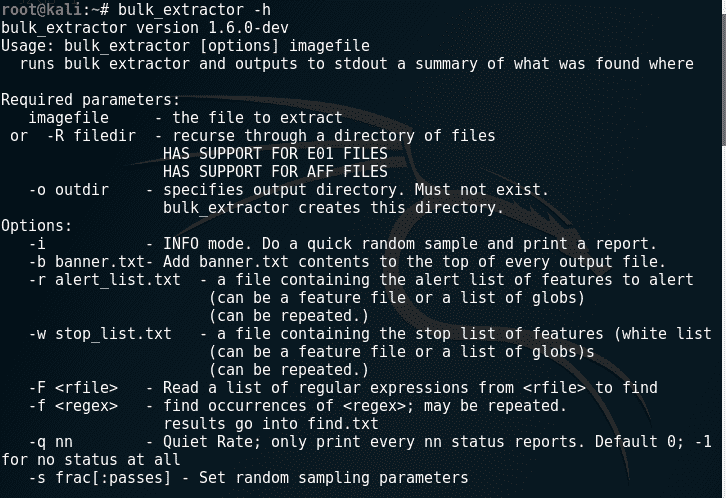 root@kali:~# bulk_extractor -h
bulk_extractor version 1.6.0-dev
Usage: bulk_extractor [options] imagefile
  runs bulk extractor and outputs to stdout a summary of what was found where

Required parameters:
   imagefile     - the file to extract
 or  -R filedir  - recurse through a directory of files
                  HAS SUPPORT FOR E01 FILES
                  HAS SUPPORT FOR AFF FILES
   -o outdir    - specifies output directory. Must not exist.
                  bulk_extractor creates this directory.
Options:
   -i           - INFO mode. Do a quick random sample and print a report.
   -b banner.txt- Add banner.txt contents to the top of every output file.
   -r alert_list.txt  - a file containing the alert list of features to alert
                       (can be a feature file or a list of globs)
                       (can be repeated.)
   -w stop_list.txt   - a file containing the stop list of features (white list
                       (can be a feature file or a list of globs)s
                       (can be repeated.)
   -F <rfile>   - Read a list of regular expressions from <rfile> to find
   -f <regex>   - find occurrences of <regex>; may be repeated.
                  results go into find.txt
   -q nn        - Quiet Rate; only print every nn status reports. Default 0; -1
for no status at all
   -s frac[:passes] - Set random sampling parameters